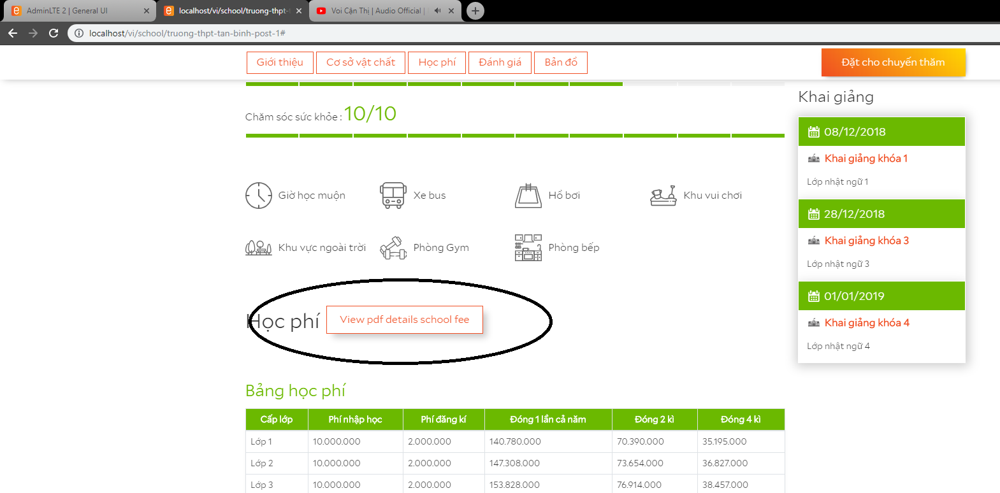 AdminLTE 2 | General UI
localhost/vi/school/truong-thpt-t
Voi Cận Thị | Audio Official |
localhost/vi/school/truong-thpt-tan-binh-post-1#
Giới thiệu
Cơ sở vật chất
Học phí
Đánh giá
Bản đồ
Đặt cho chuyến thăm
Chăm sóc sức khỏe : 10/10
Giờ học muộn
Xe bus
Hồ bơi
Khu vui chơi
Khu vực ngoài trời
Phòng Gym
Phòng bếp
Học phí
View pdf details school fee
Bảng học phí
Cấp lớp Phí nhập học Phí đăng kí Đóng 1 lần cả năm Đóng 2 kì Đóng 4 kì
Lớp 1 10.000.000 2.000.000 140.780.000 70.390.000 35.195.000
Lớp 2 10.000.000 2.000.000 147.308.000 73.654.000 36.827.000
Lớp 3 10.000.000 2.000.000 153.828.000 76.914.000 38.457.000
Khai giảng
08/12/2018
Khai giảng khóa 1
Lớp nhật ngữ 1
28/12/2018
Khai giảng khóa 3
Lớp nhật ngữ 3
01/01/2019
Khai giảng khóa 4
Lớp nhật ngữ 4